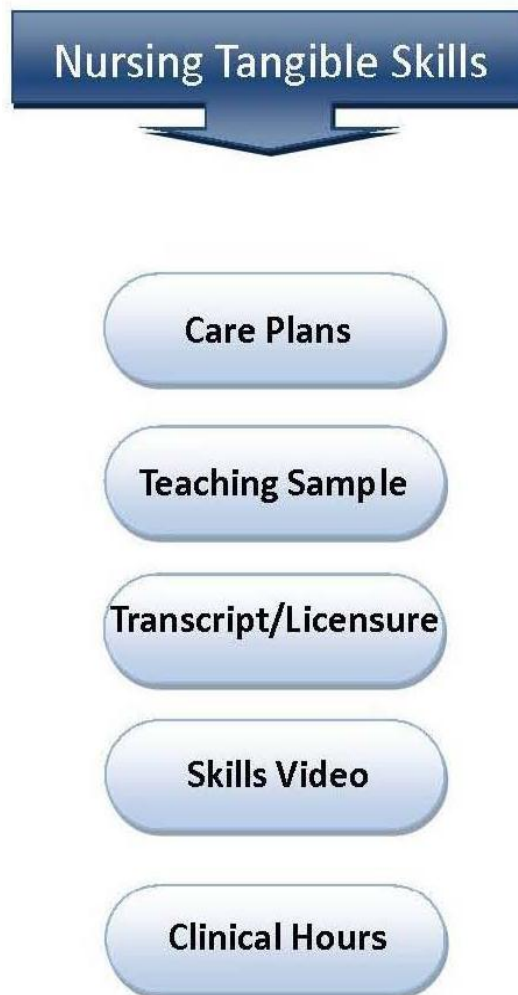 Nursing Tangible Skills
Care Plans
Teaching Sample
Transcript/Licensure
Skills Video
Clinical Hours